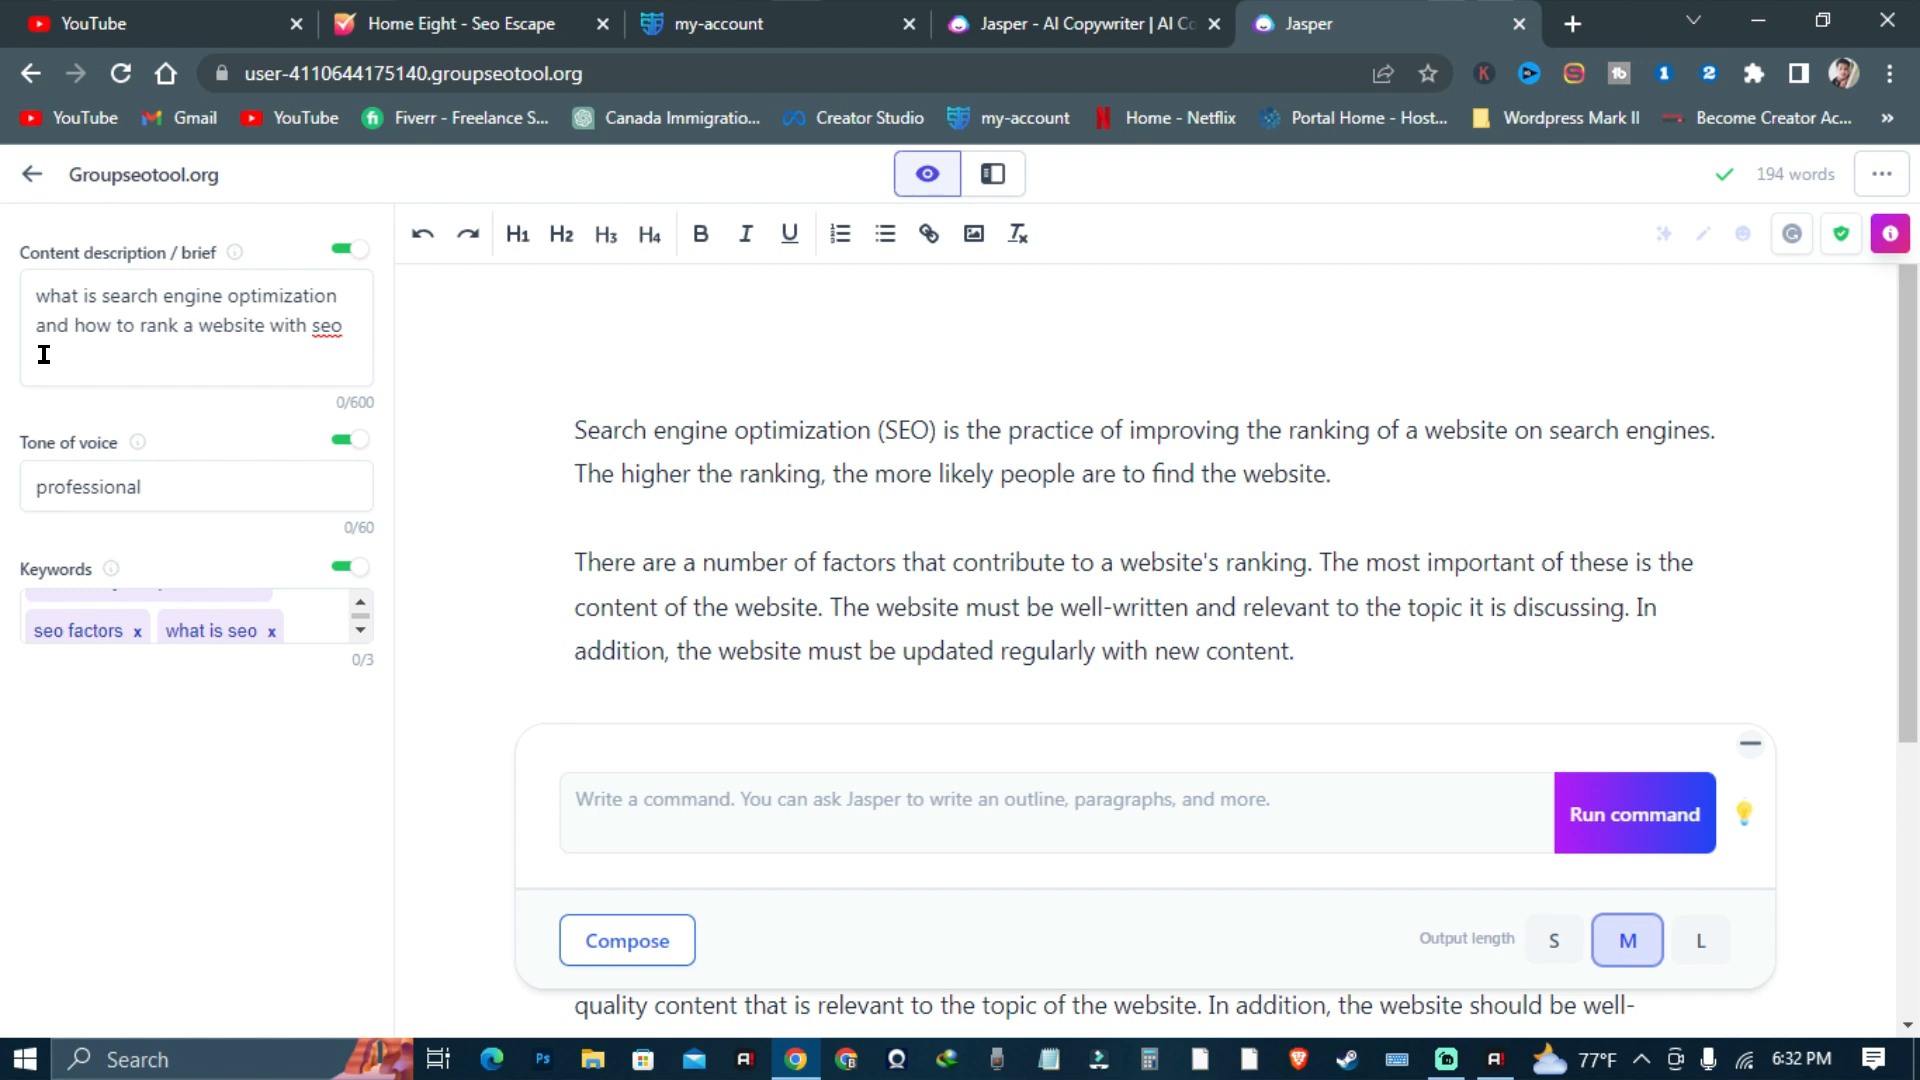 YouTube
Home Eight - Seo Escape
my-account
Jasper - AI Copywriter | AI Co
Jasper
user-4110644175140.groupseotool.org
YouTube
Gmail
YouTube
Fiverr - Freelance S...
Canada Immigratio...
Creator Studio
my-account
Home - Netflix
Portal Home - Host...
Wordpress Mark II
Become Creator Ac...
Groupseotool.org
194 words
H1 H2 H3 H4 B I U
Content description / brief
what is search engine optimization
and how to rank a website with seo
0/600
Tone of voice
professional
0/60
Keywords
seo factors x what is seo x
0/3
Search engine optimization (SEO) is the practice of improving the ranking of a website on search engines.
The higher the ranking, the more likely people are to find the website.
There are a number of factors that contribute to a website's ranking. The most important of these is the
content of the website. The website must be well-written and relevant to the topic it is discussing. In
addition, the website must be updated regularly with new content.
Write a command. You can ask Jasper to write an outline, paragraphs, and more.
Run command
Compose
Output length
S
M
L
quality content that is relevant to the topic of the website. In addition, the website should be well-
Search
77°F
6:32 PM